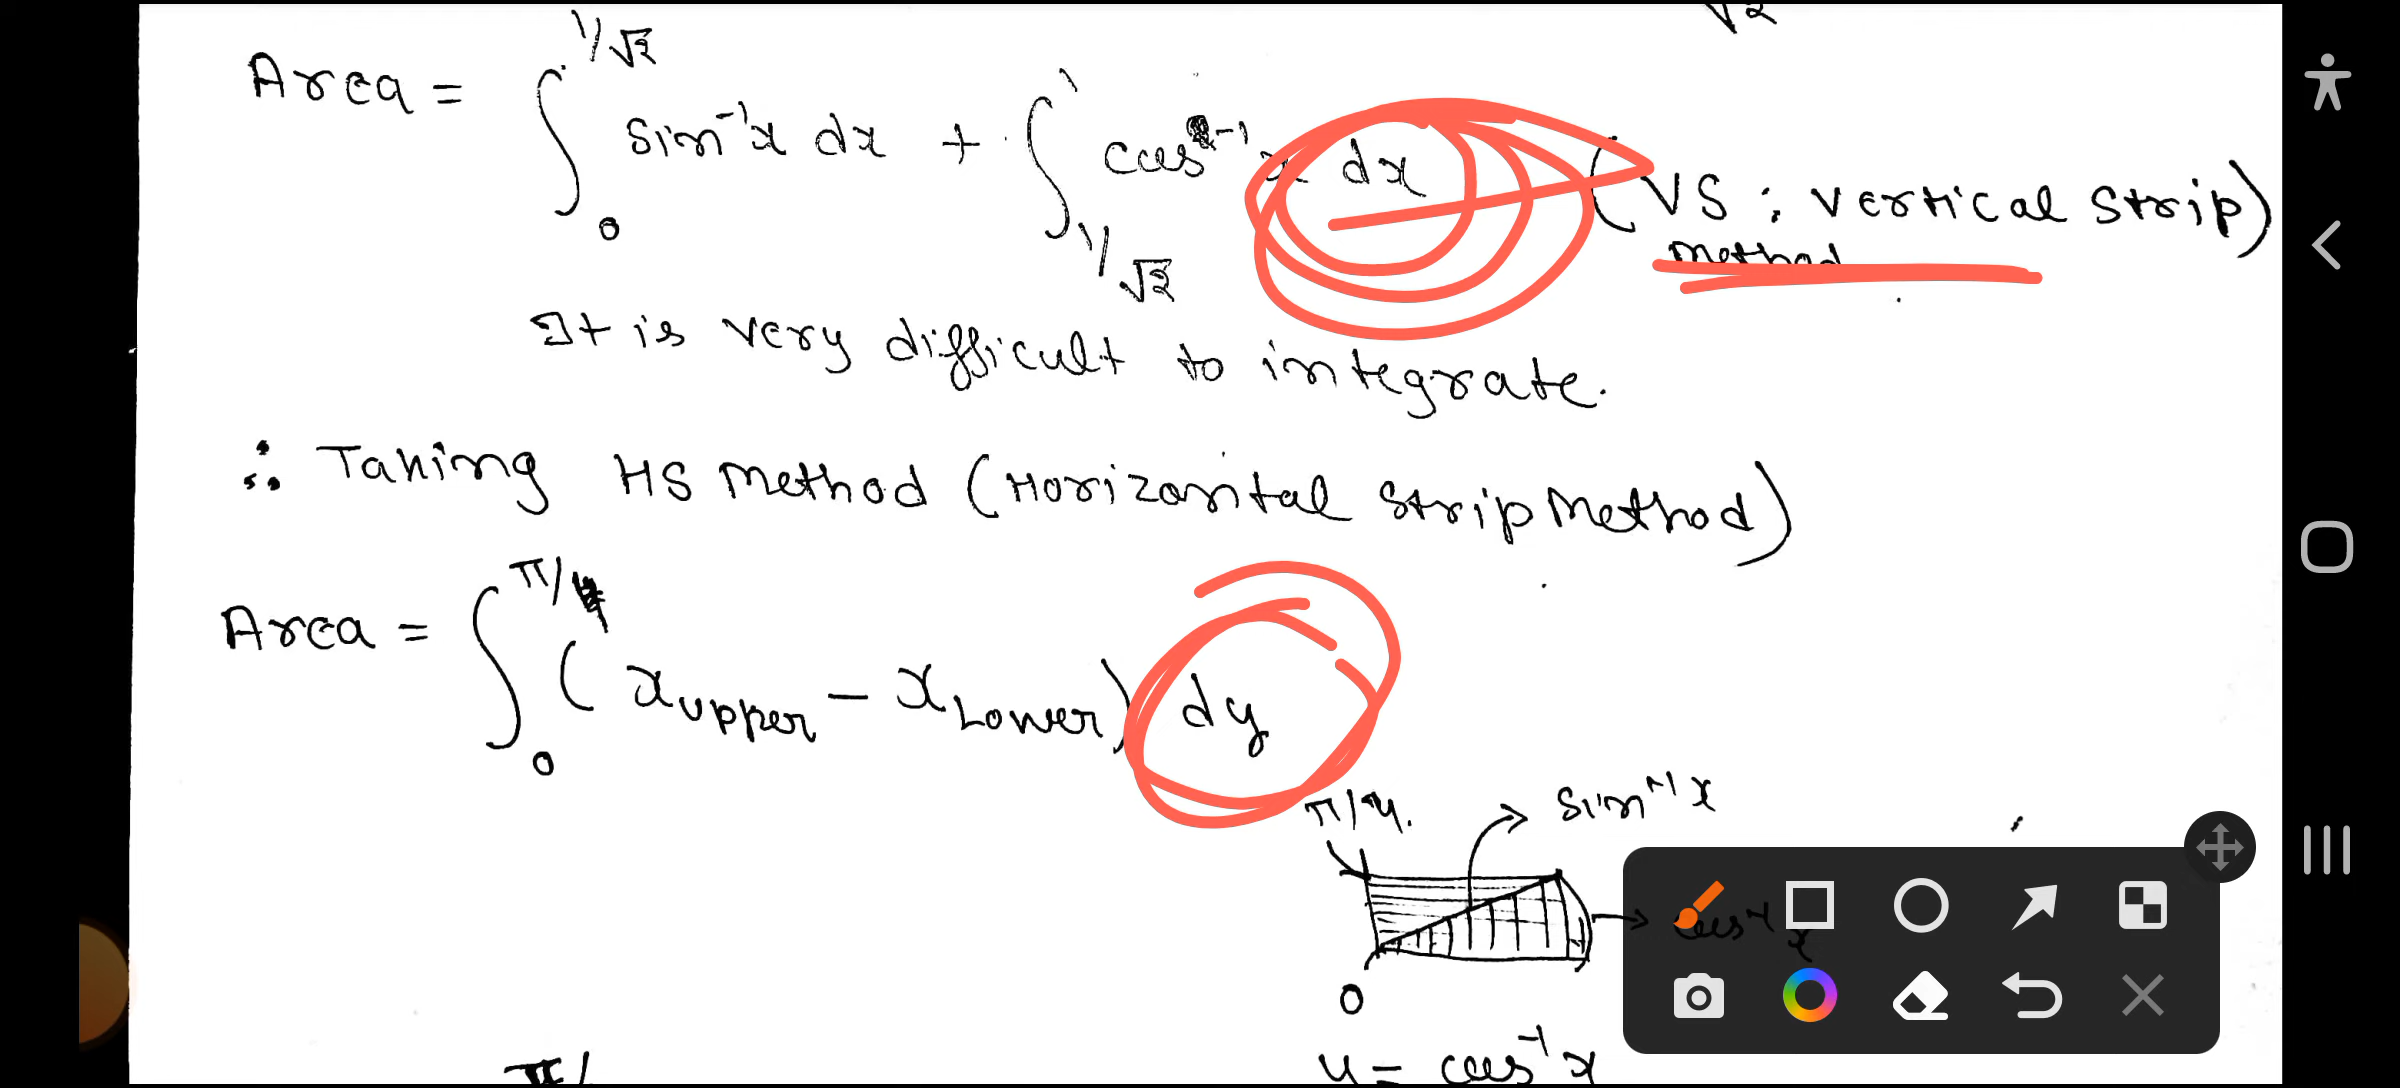 √2
Area = ∫₀^{1/√2} sin⁻¹x dx + ∫_{1/√2}^{1} cos⁻¹x dx (VS : Vertical Strip)
Method
It is very difficult to integrate.
∴ Taking HS Method (Horizontal Strip Method)
Area = ∫₀^{π/4} (x_Upper − x_Lower) dy
π/4.
sin⁻¹x
cos⁻¹x
0
y = cos⁻¹x
π/